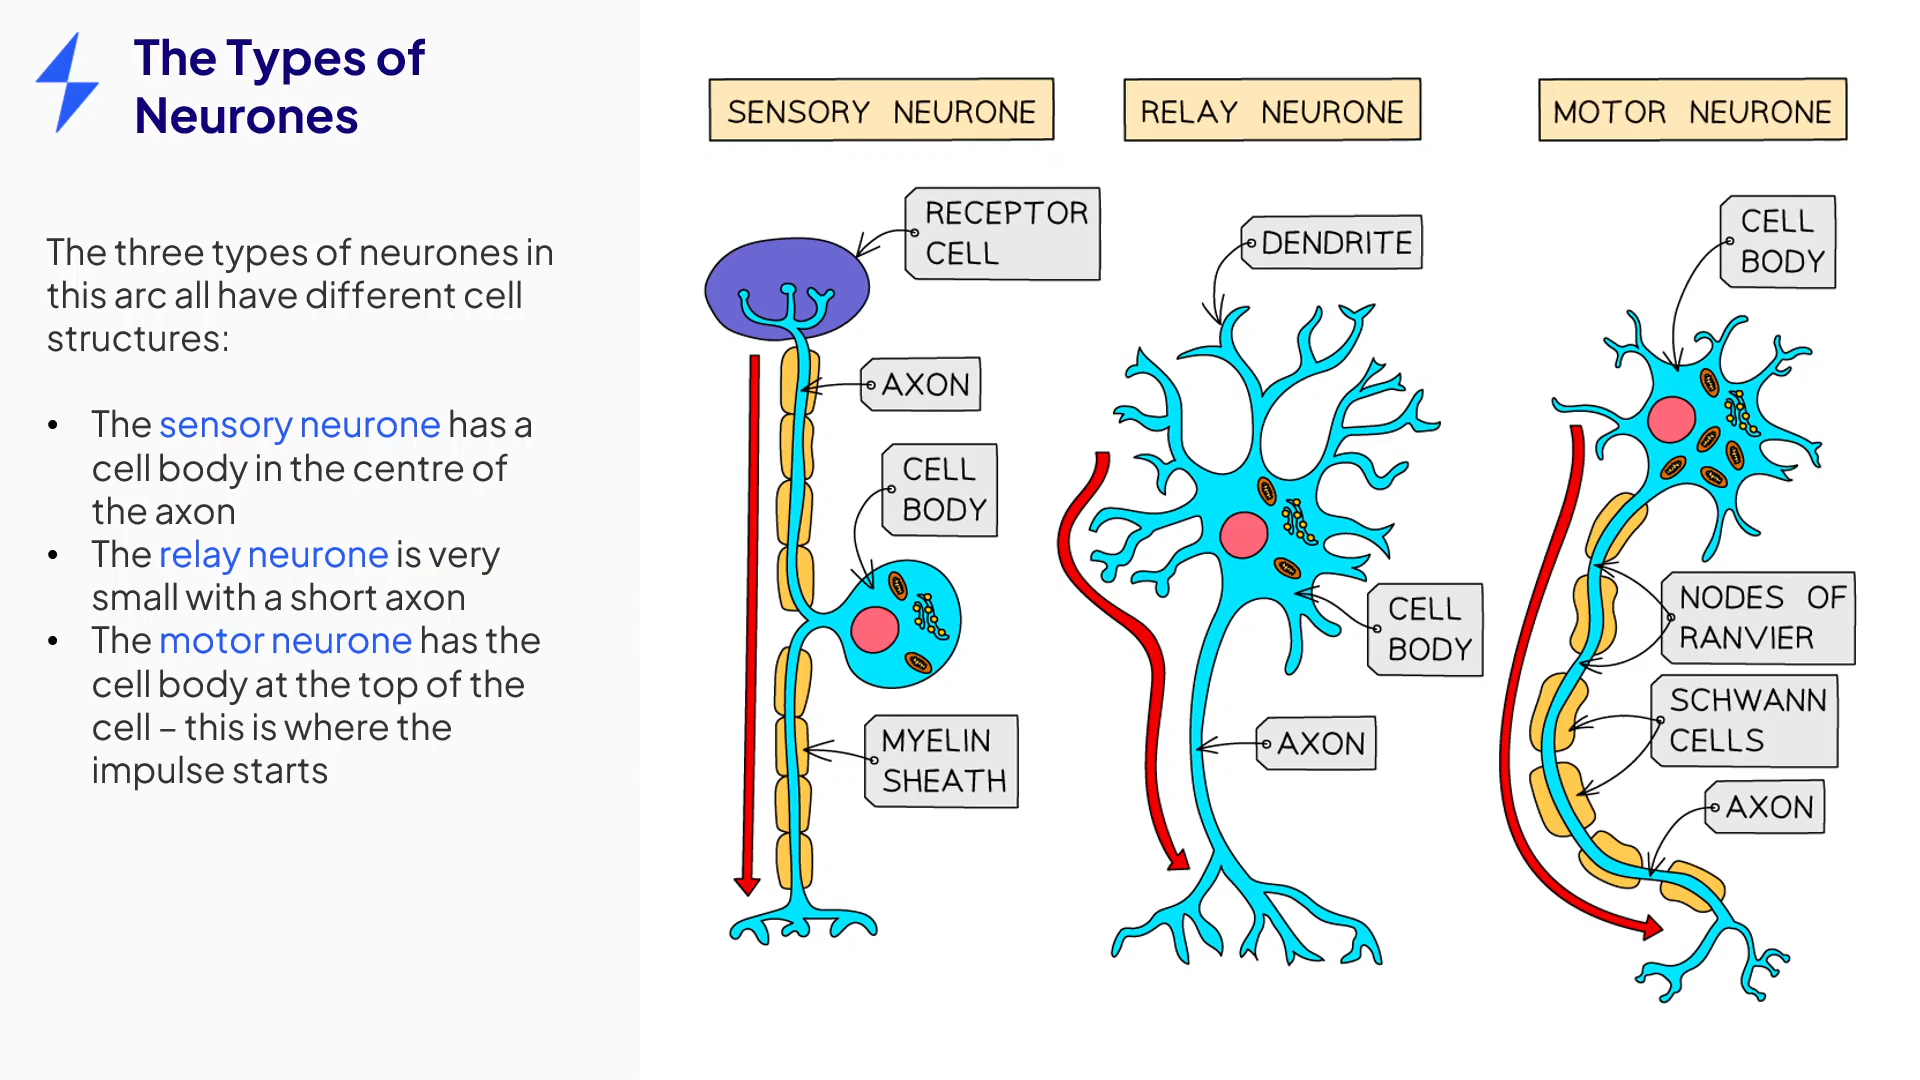 The Types of
Neurones
The three types of neurones in
this arc all have different cell
structures:
• The sensory neurone has a
cell body in the centre of
the axon
• The relay neurone is very
small with a short axon
• The motor neurone has the
cell body at the top of the
cell – this is where the
impulse starts
SENSORY NEURONE
RECEPTOR
CELL
AXON
CELL
BODY
MYELIN
SHEATH
RELAY NEURONE
DENDRITE
CELL
BODY
AXON
MOTOR NEURONE
CELL
BODY
NODES OF
RANVIER
SCHWANN
CELLS
AXON